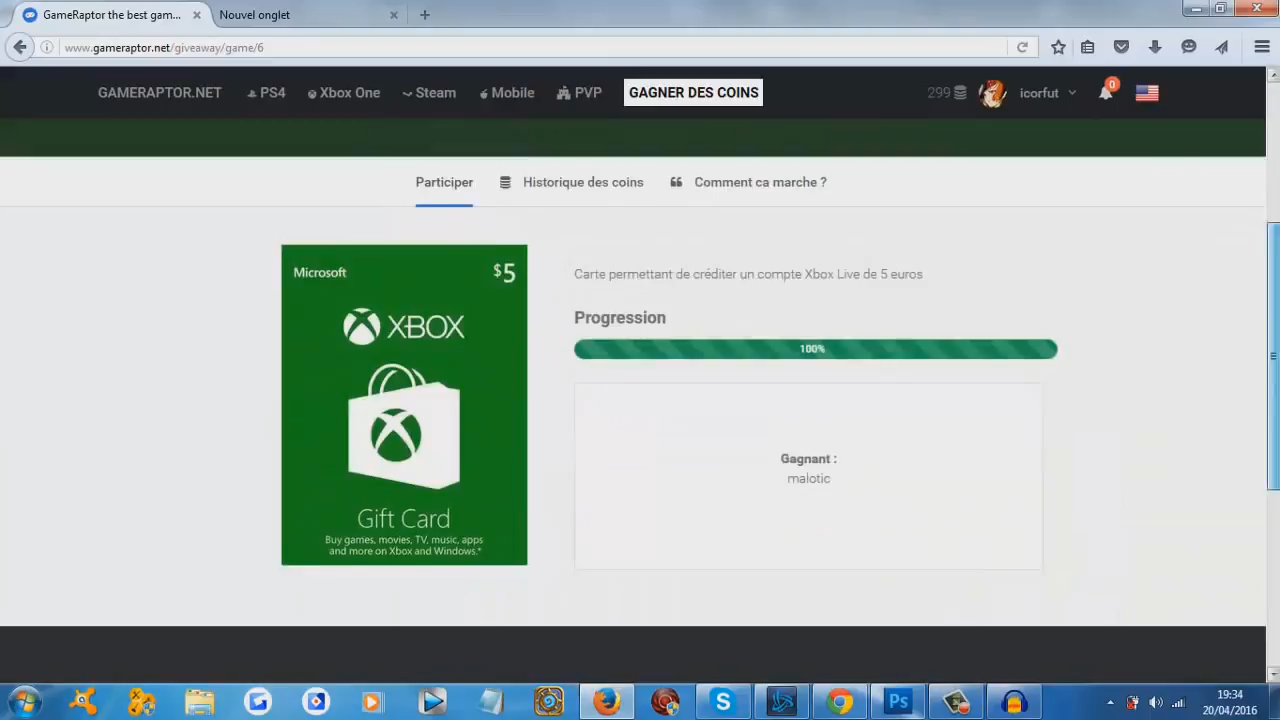 GameRaptor the best gam...
Nouvel onglet
www.gameraptor.net/giveaway/game/6
GAMERAPTOR.NET PS4 Xbox One Steam Mobile PVP GAGNER DES COINS 299 icorfut 0
Participer Historique des coins Comment ca marche ?
Microsoft $5
XBOX
Gift Card
Buy games, movies, TV, music, apps
and more on Xbox and Windows.*
Carte permettant de créditer un compte Xbox Live de 5 euros
Progression
100%
Gagnant :
malotic
Ps
19:34
20/04/2016